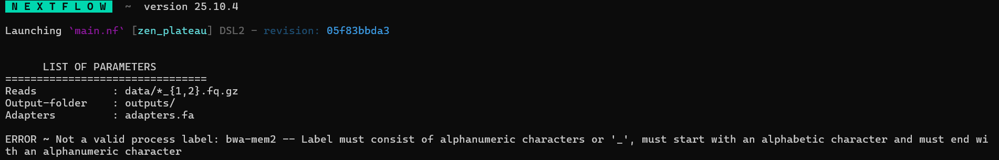 N E X T F L O W ~ version 25.10.4
Launching `main.nf` [zen_plateau] DSL2 - revision: 05f83bbda3
LIST OF PARAMETERS
================================
Reads : data/*_{1,2}.fq.gz
Output-folder : outputs/
Adapters : adapters.fa
ERROR ~ Not a valid process label: bwa-mem2 -- Label must consist of alphanumeric characters or '_', must start with an alphabetic character and must end wi
th an alphanumeric character